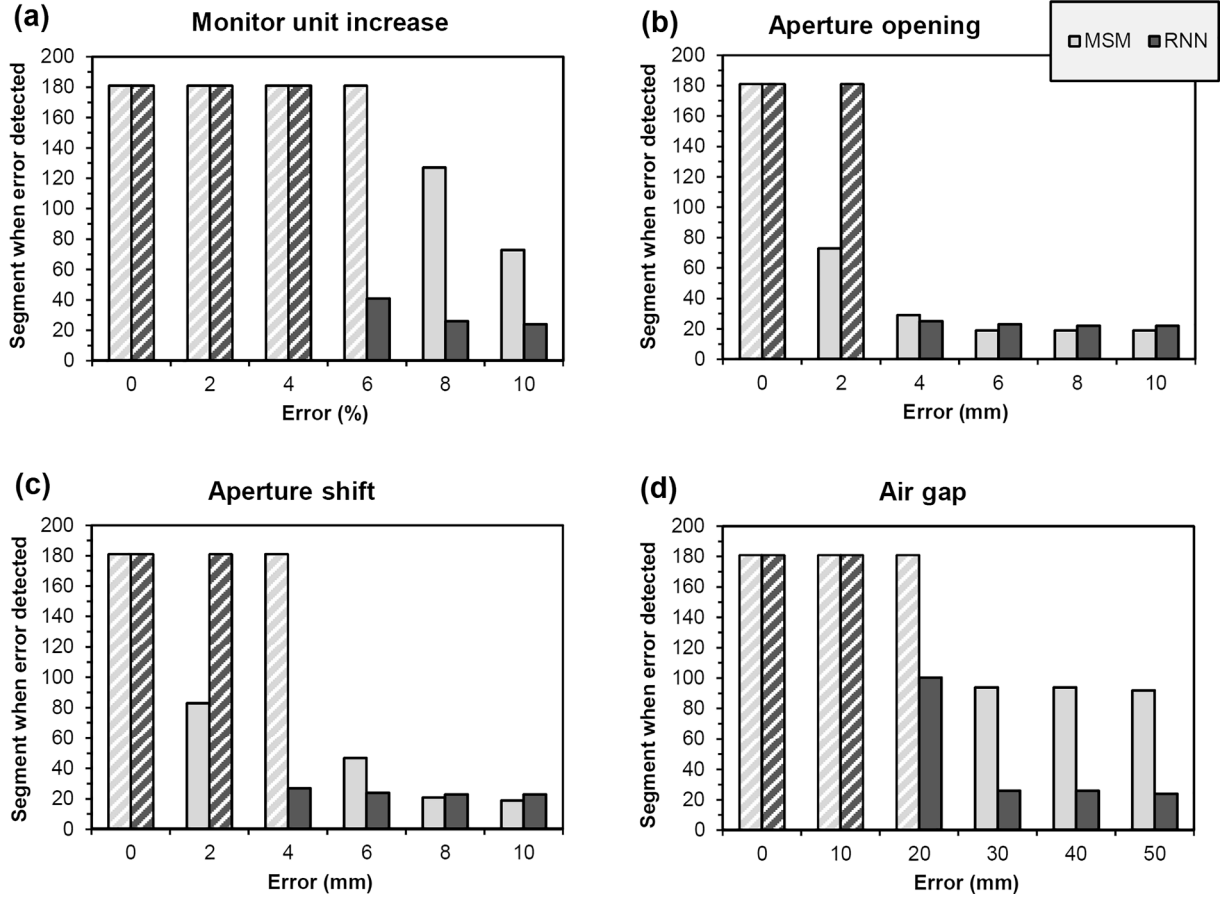 (a)
Monitor unit increase
Segment when error detected
200
180
160
140
120
100
80
60
40
20
0
0 2 4 6 8 10
Error (%)
(b)
Aperture opening
MSM RNN
Segment when error detected
200
180
160
140
120
100
80
60
40
20
0
0 2 4 6 8 10
Error (mm)
(c)
Aperture shift
Segment when error detected
200
180
160
140
120
100
80
60
40
20
0
0 2 4 6 8 10
Error (mm)
(d)
Air gap
Segment when error detected
200
180
160
140
120
100
80
60
40
20
0
0 10 20 30 40 50
Error (mm)